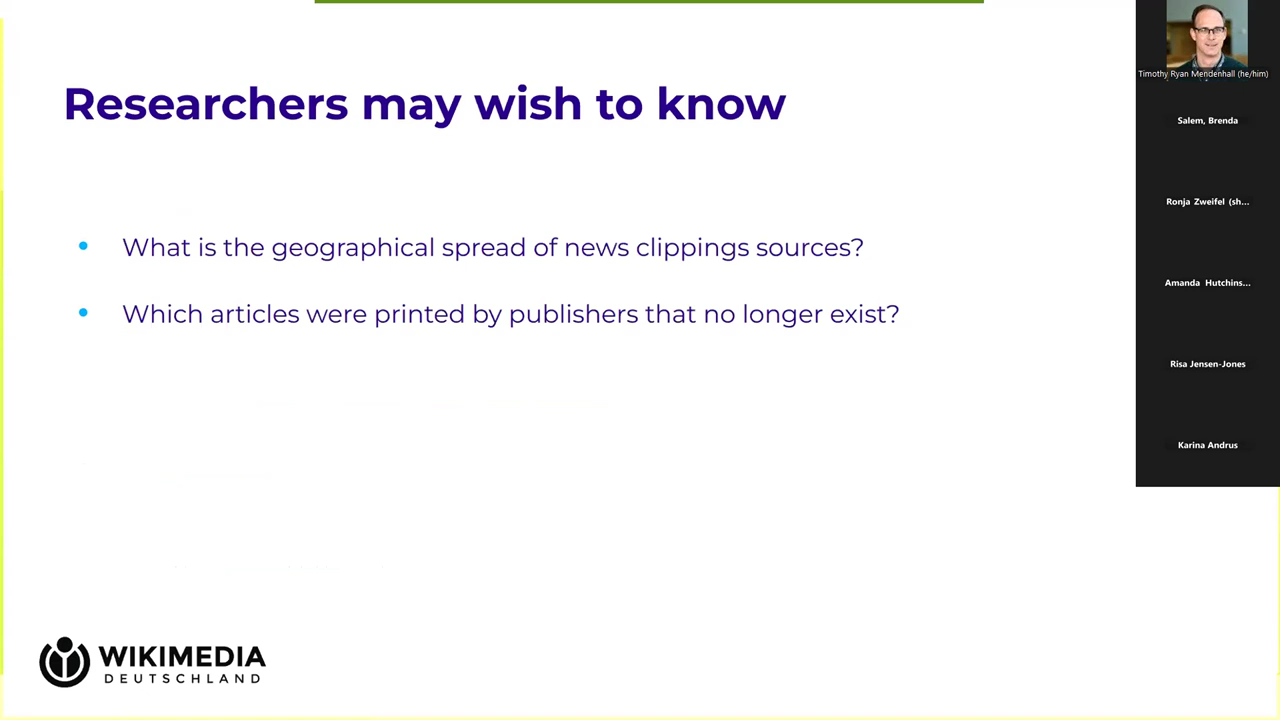 Researchers may wish to know
What is the geographical spread of news clippings sources?
Which articles were printed by publishers that no longer exist?
WIKIMEDIA
DEUTSCHLAND
Timothy Ryan Mendenhall (he/him)
Salem, Brenda
Ronja Zweifel (sh...
Amanda Hutchins...
Risa Jensen-Jones
Karina Andrus